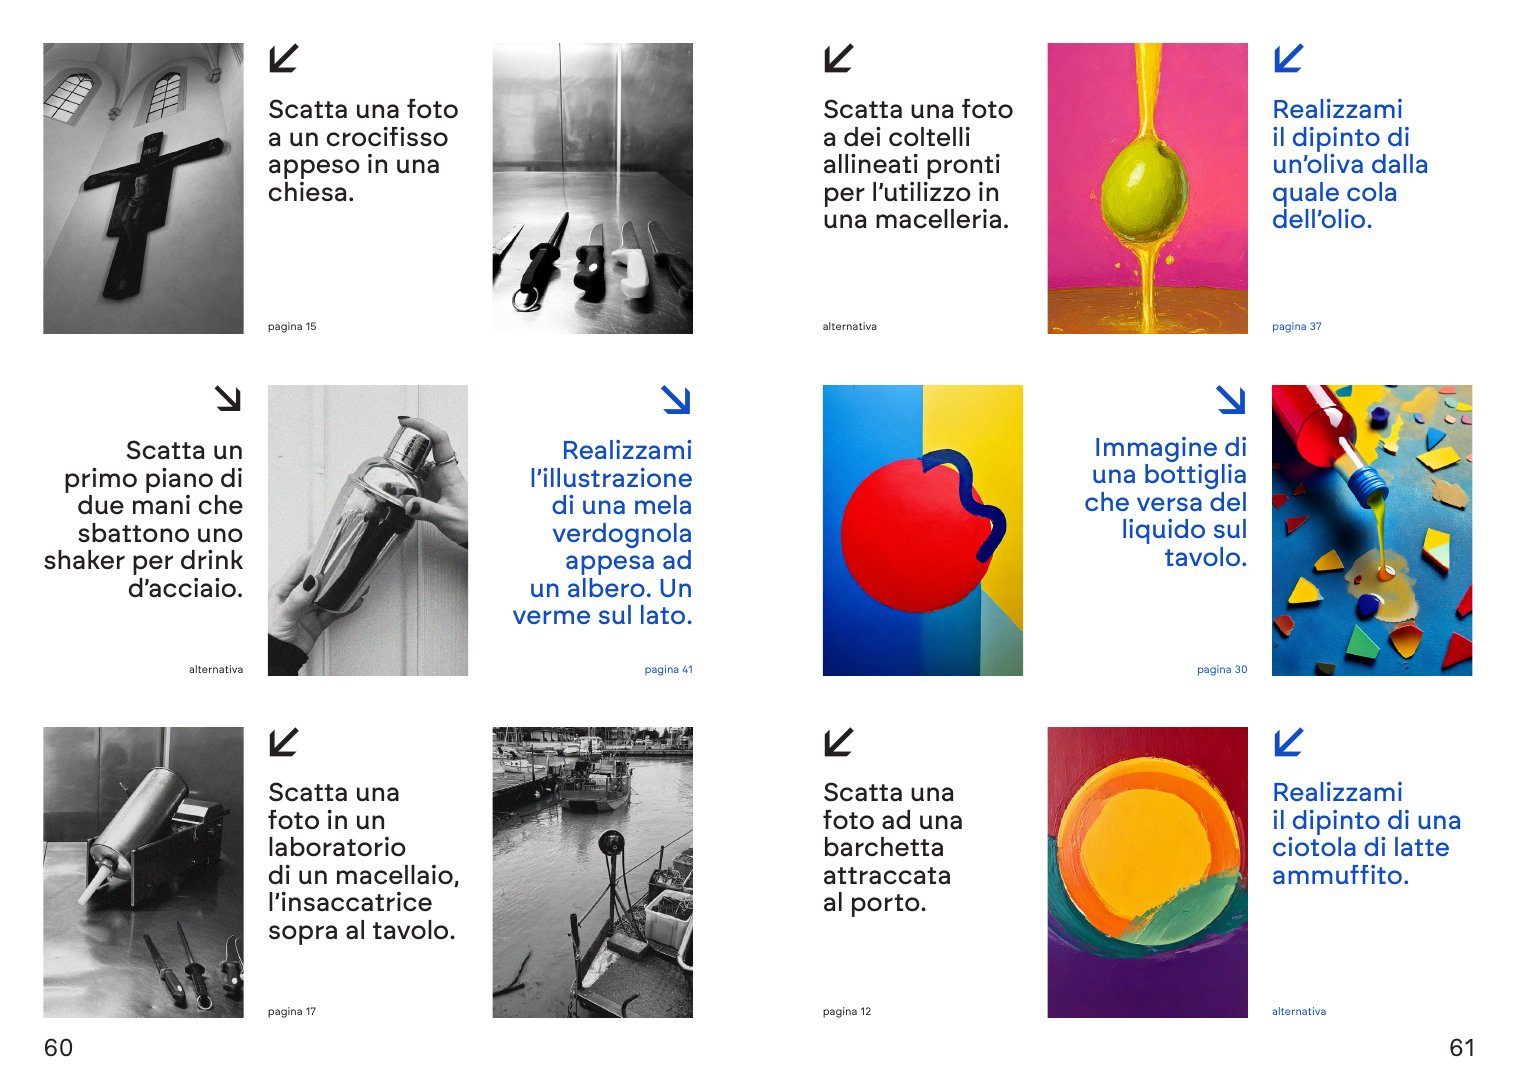 Scatta una foto
a un crocifisso
appeso in una
chiesa.
pagina 15
Scatta una foto
a dei coltelli
allineati pronti
per l'utilizzo in
una macelleria.
alternativa
Realizzami
il dipinto di
un'oliva dalla
quale cola
dell'olio.
pagina 37
Scatta un
primo piano di
due mani che
sbattono uno
shaker per drink
d'acciaio.
alternativa
Realizzami
l'illustrazione
di una mela
verdognola
appesa ad
un albero. Un
verme sul lato.
pagina 41
Immagine di
una bottiglia
che versa del
liquido sul
tavolo.
pagina 30
Scatta una
foto in un
laboratorio
di un macellaio,
l'insaccatrice
sopra al tavolo.
pagina 17
Scatta una
foto ad una
barchetta
attraccata
al porto.
pagina 12
Realizzami
il dipinto di una
ciotola di latte
ammuffito.
alternativa
60
61